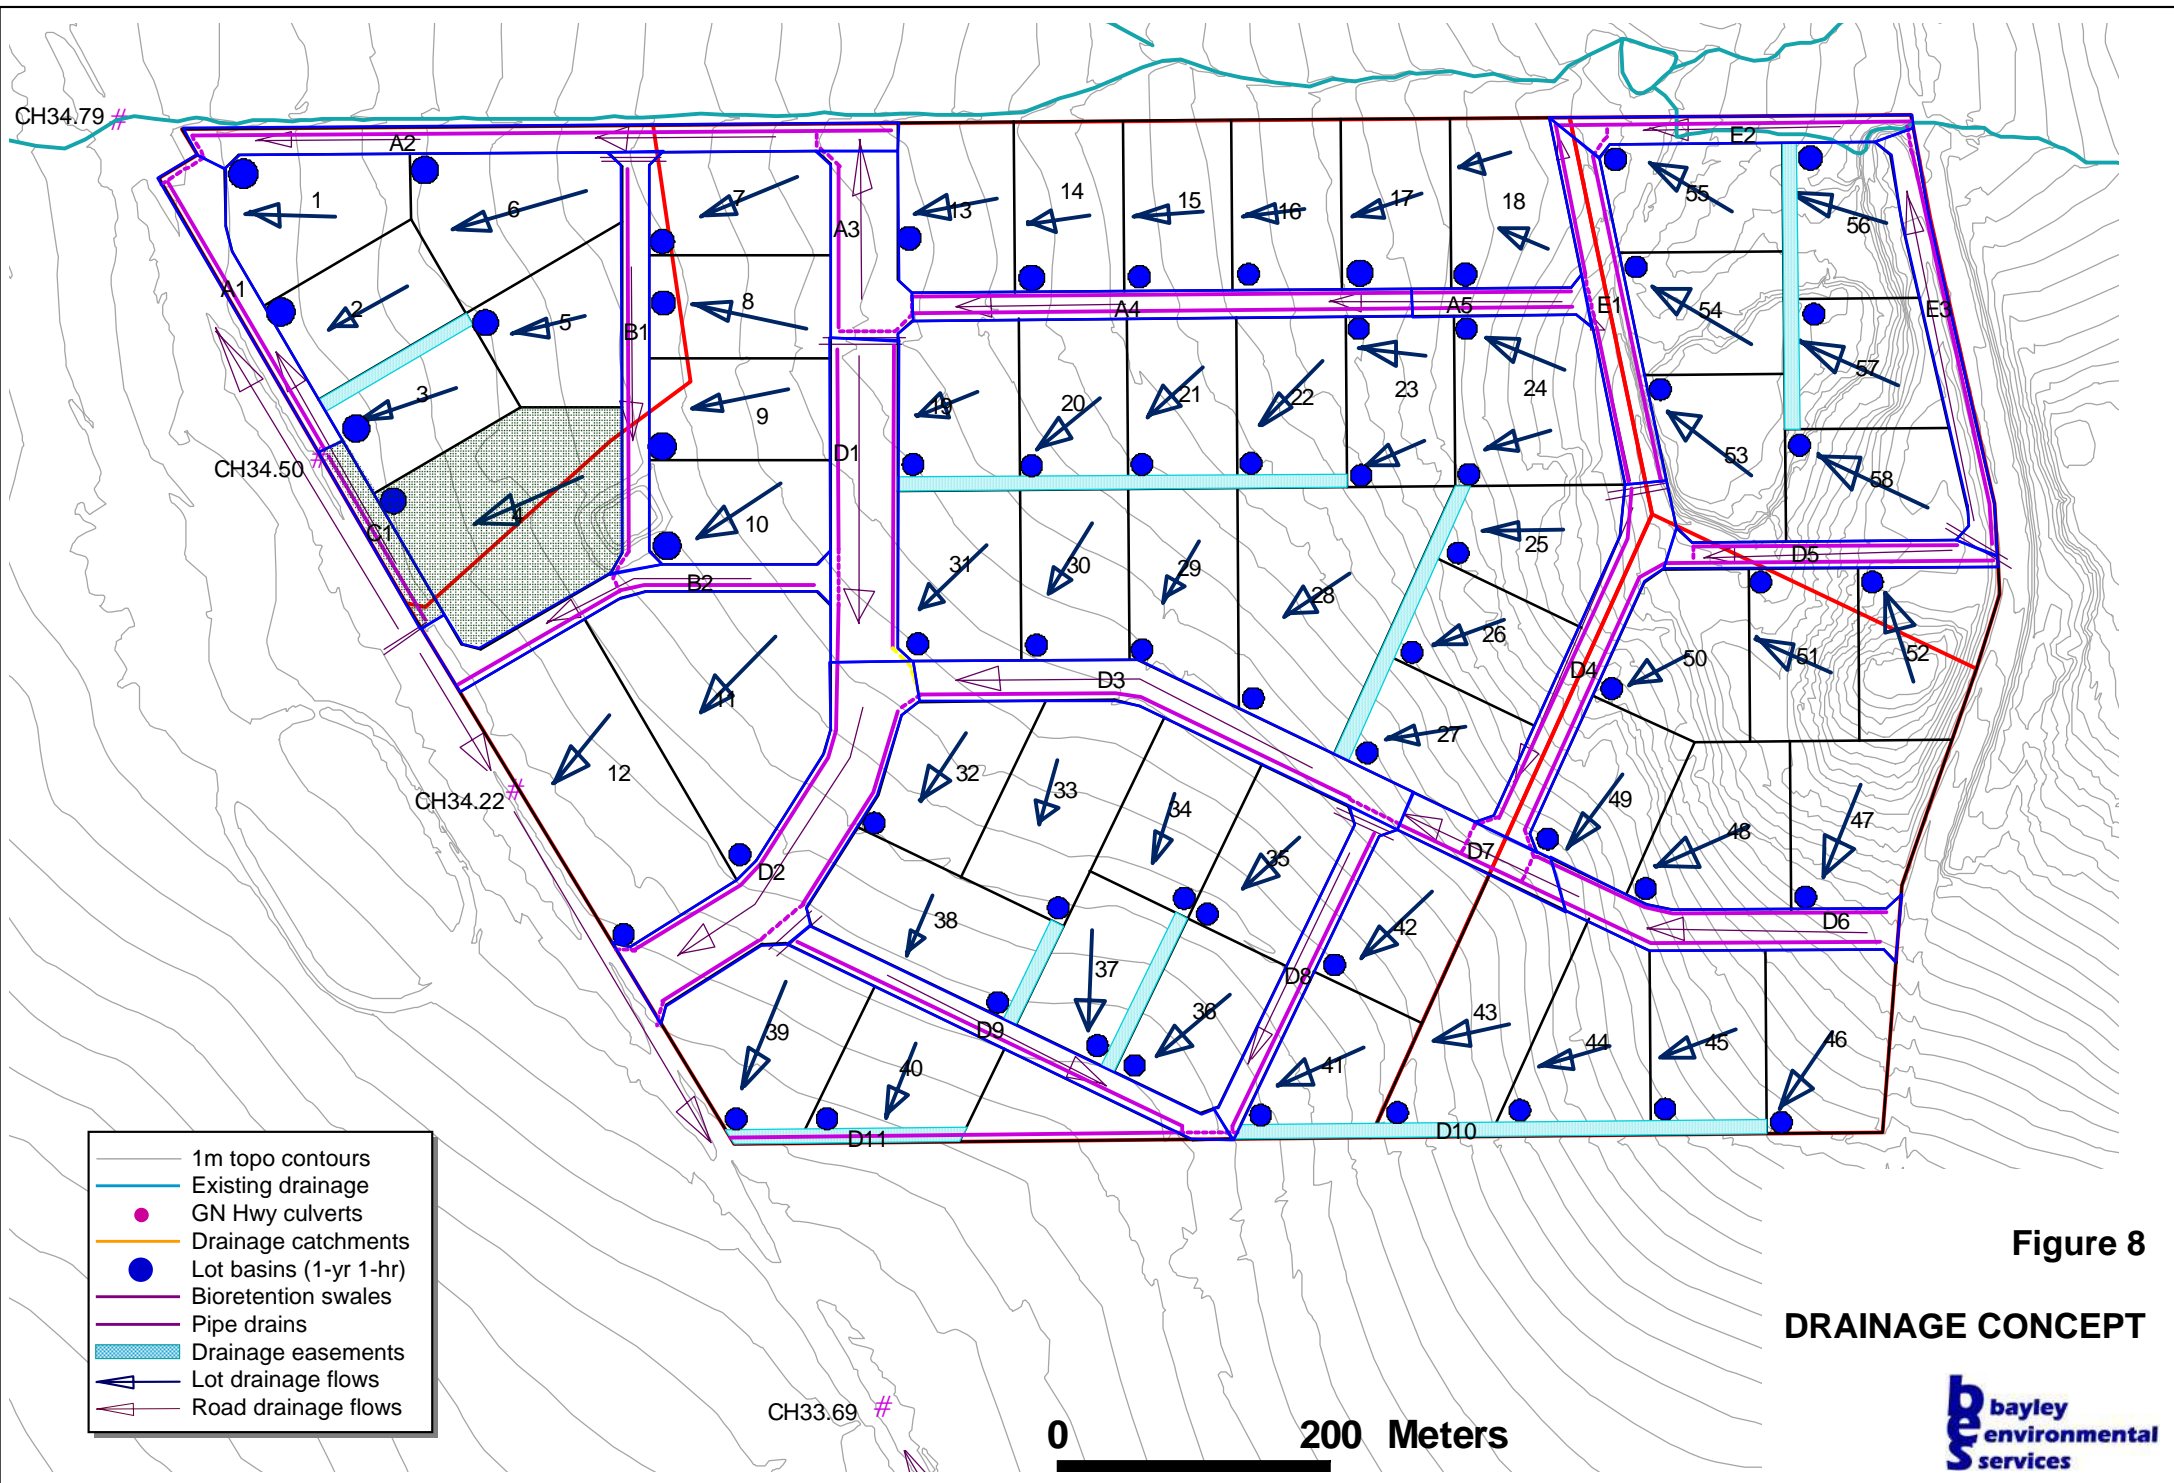 CH34.79
A2
E2
1
6
7
13
14
15
16
17
18
55
56
A3
A1
2
5
B1
8
A4
A5
E1
54
E3
3
9
19
20
21
22
23
24
57
CH34.50
D1
53
58
4
10
C1
B2
31
30
29
28
25
D5
26
D4
50
51
52
11
D3
27
12
32
33
34
35
49
48
47
CH34.22
D2
D7
38
42
D6
37
D8
36
39
D9
43
44
45
46
40
41
D11
D10
1m topo contours
Existing drainage
GN Hwy culverts
Drainage catchments
Lot basins (1-yr 1-hr)
Bioretention swales
Pipe drains
Drainage easements
Lot drainage flows
Road drainage flows
CH33.69
0 200 Meters
Figure 8
DRAINAGE CONCEPT
bes
bayley
environmental
services